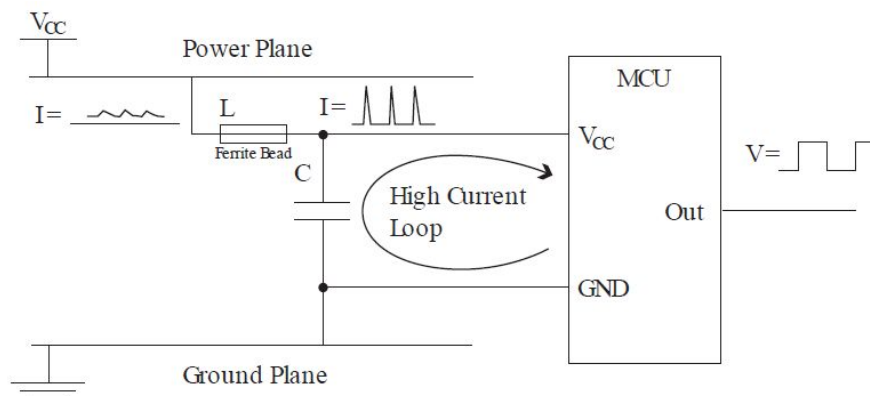 VCC
Power Plane
MCU
I=
L
I=
Ferrite Bead
VCC
V=
C
High Current
Loop
Out
GND
Ground Plane